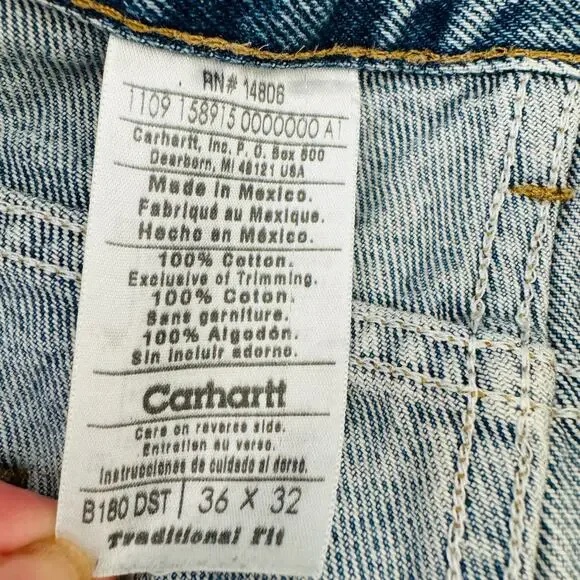 RN# 14806
1109 158915 0000000 A1
Carhartt, Inc. P. O. Box 600
Dearborn, MI 48121 USA
Made in Mexico.
Fabriqué au Mexique.
Hecho en México.
100% Cotton.
Exclusive of Trimming.
100% Coton.
Sans garniture.
100% Algodón.
Sin incluir adorno.
Carhartt
Care on reverse side.
Entretien au verso.
Instrucciones de cuidado al dorso.
B180 DST 36 X 32
Traditional Fit